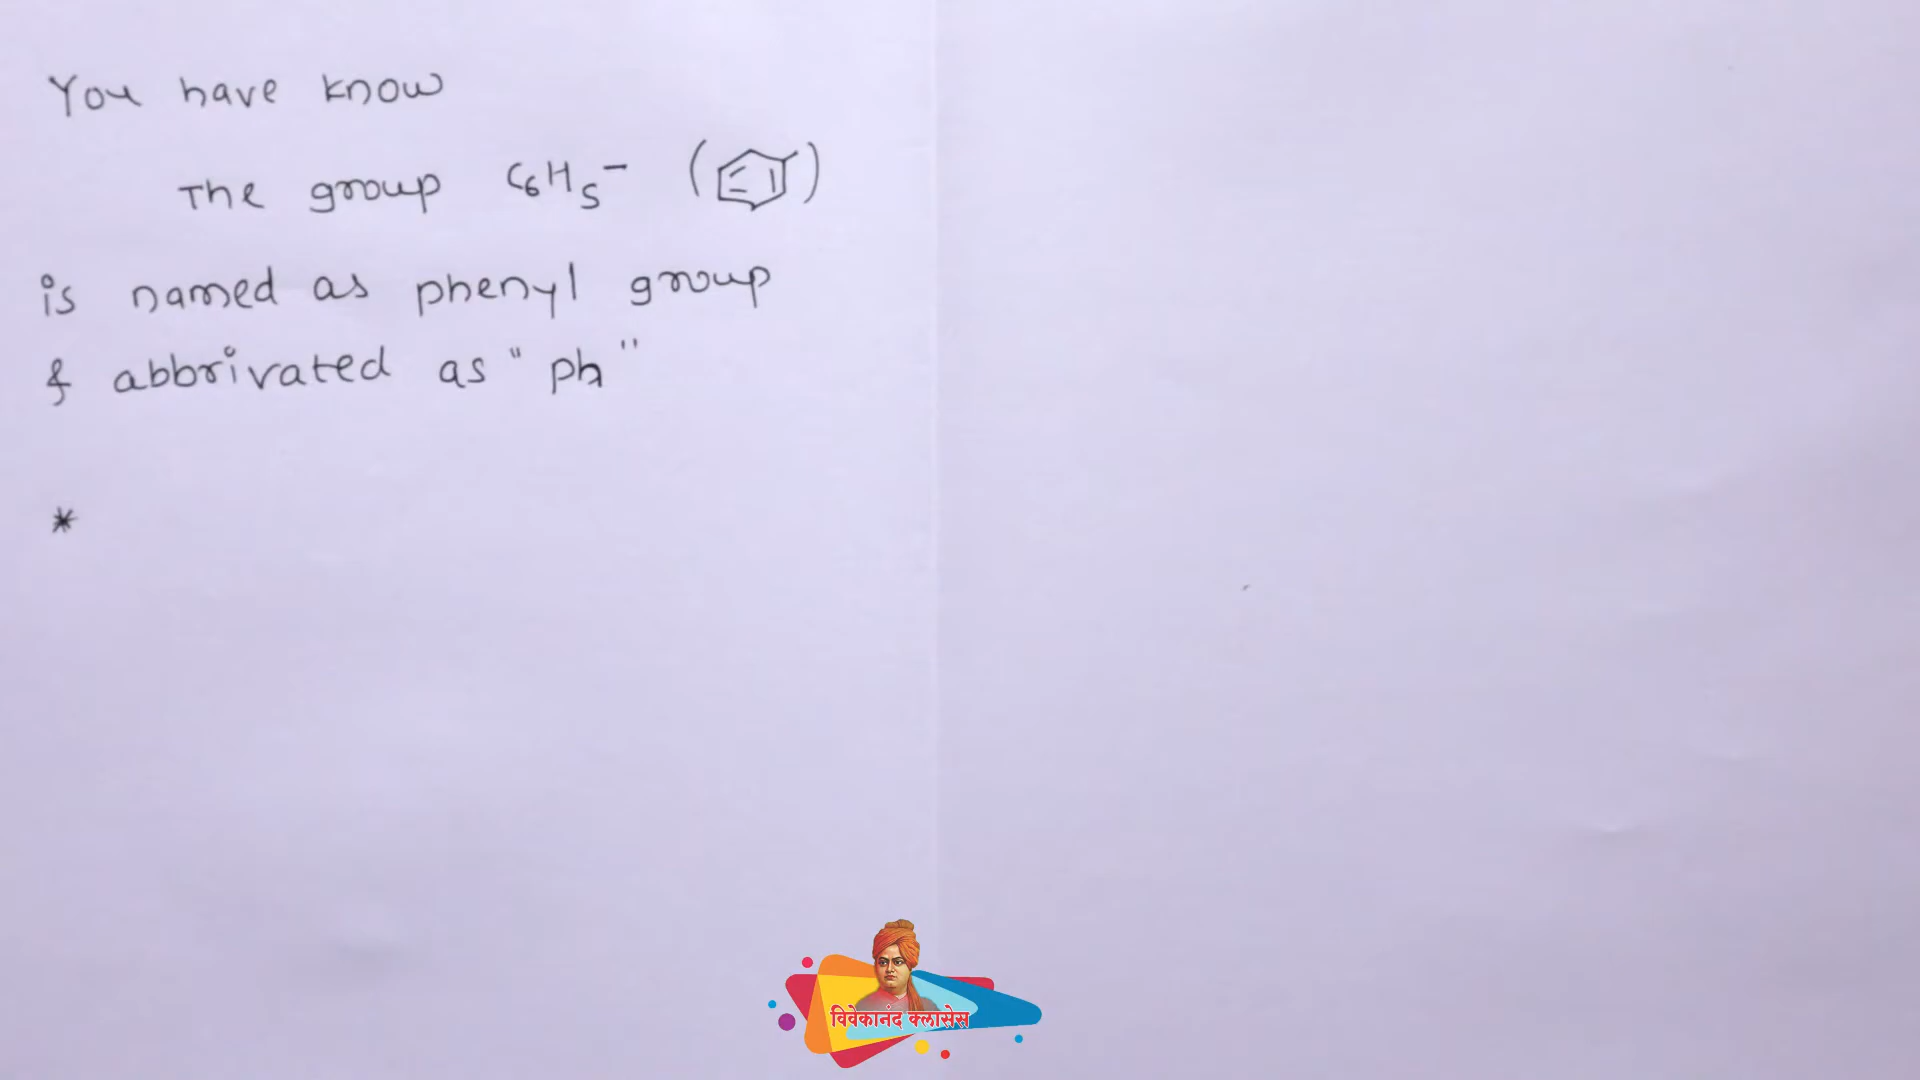 You have know
The group C6H5- ( )
is named as phenyl group
& abbrivated as "ph"
*
विवेकानंद क्लासेस